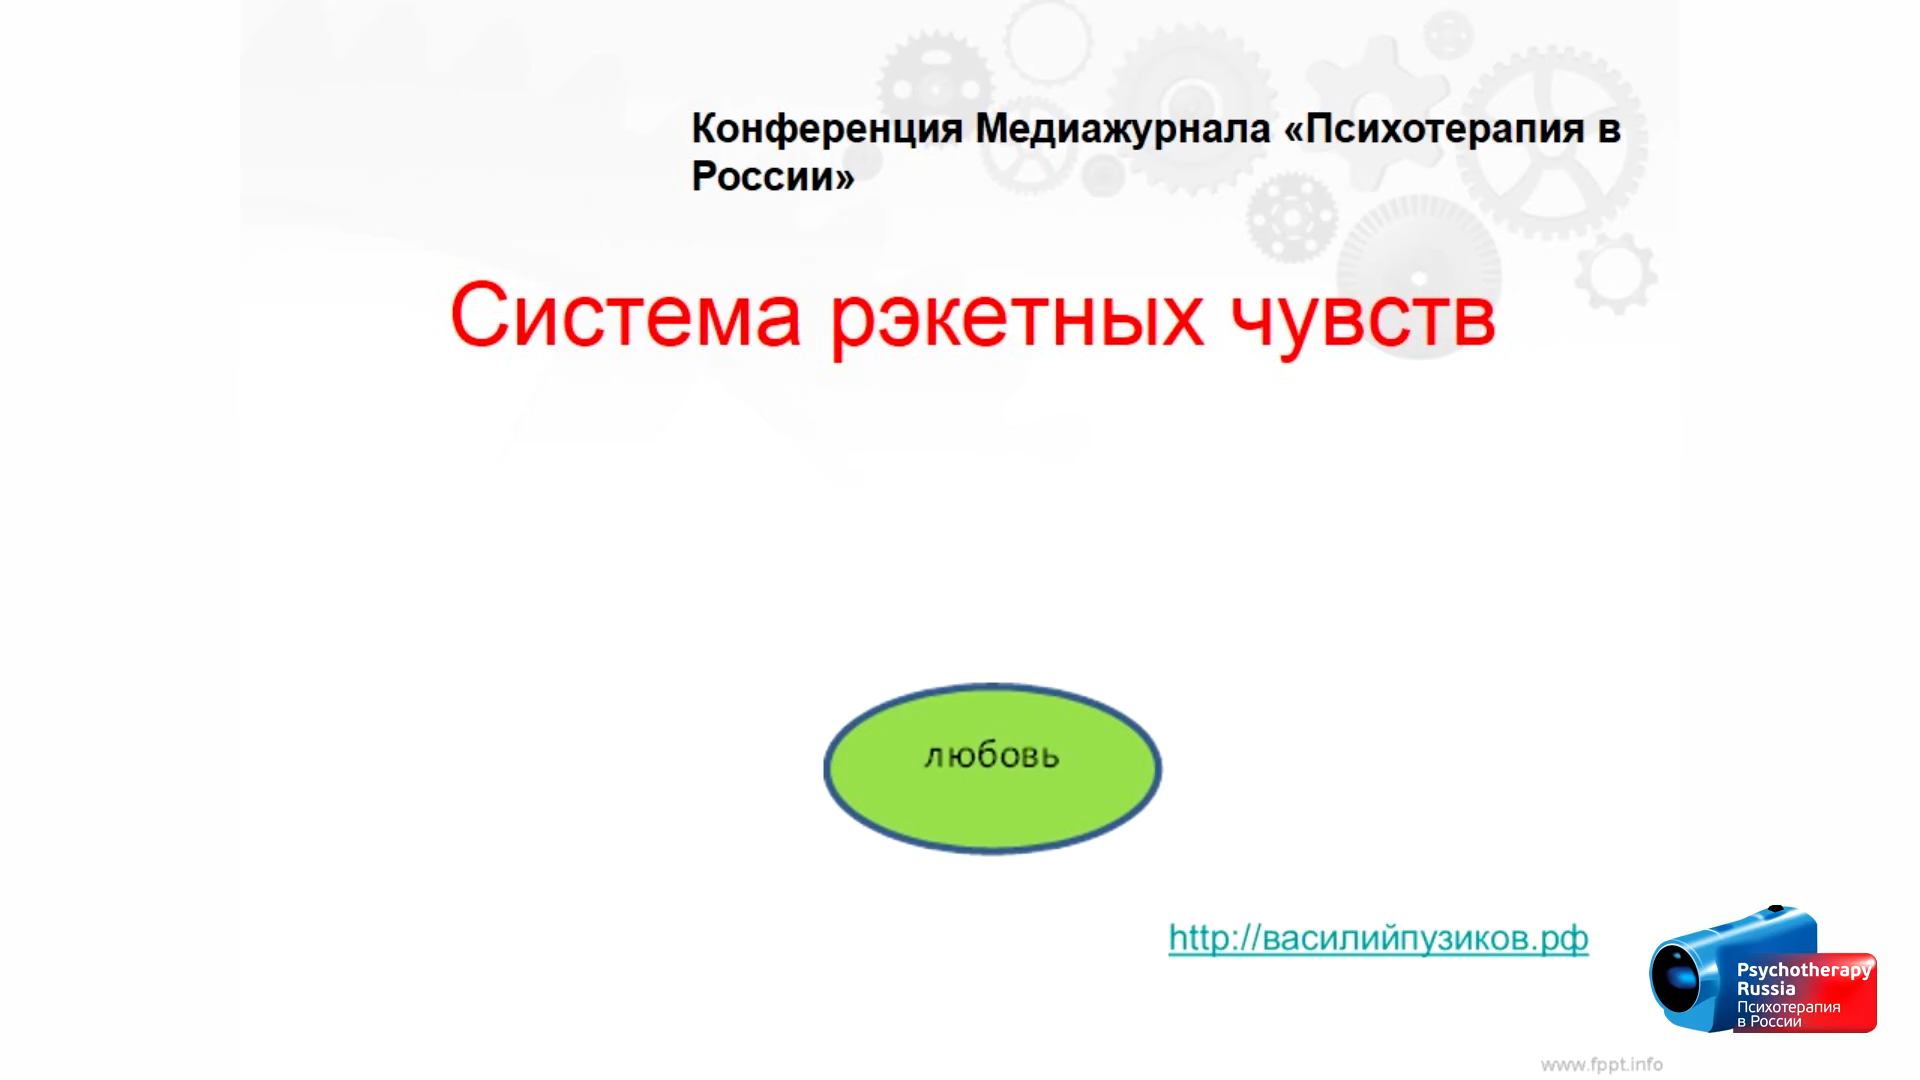 Конференция Медиажурнала «Психотерапия в
России»
Система рэкетных чувств
любовь
http://василийпузиков.рф
Psychotherapy
Russia
Психотерапия
в России
www.fppt.info